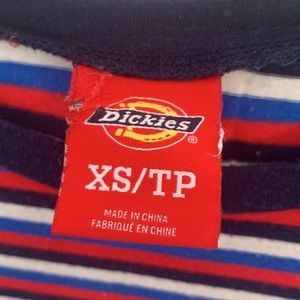 Dickies
®
XS/TP
MADE IN CHINA
FABRIQUÉ EN CHINE